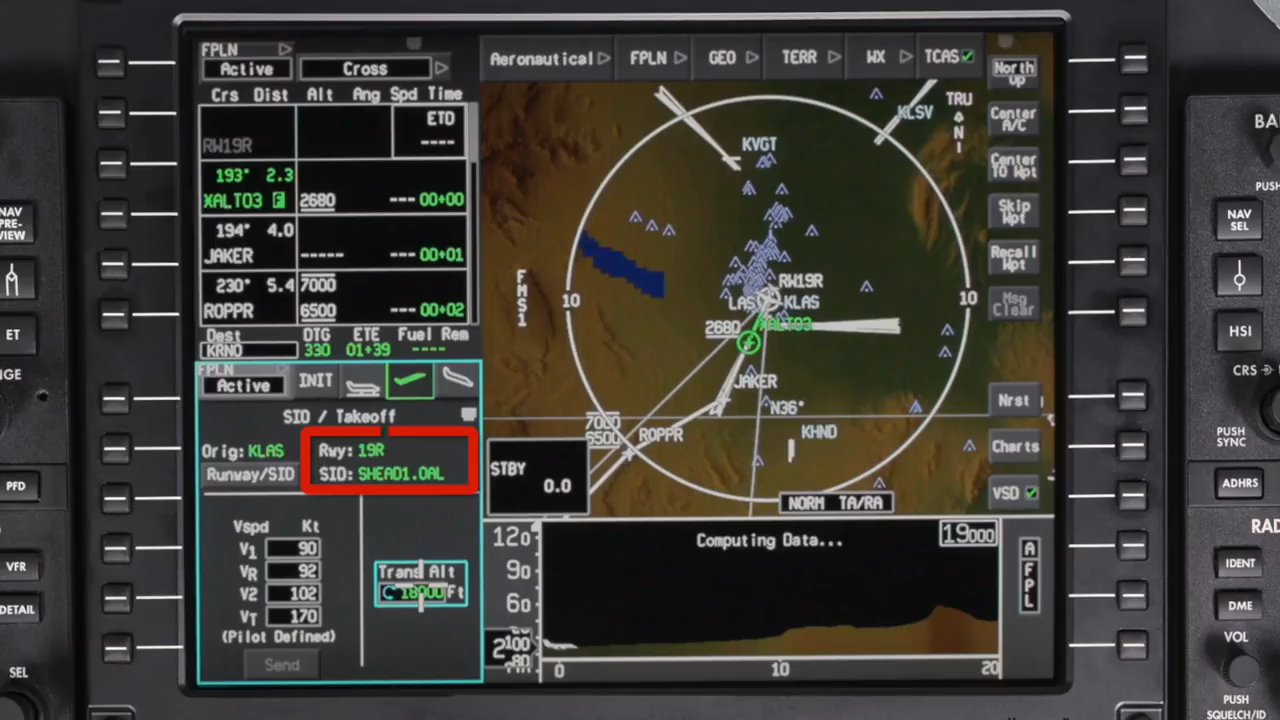 FPLN
Active
Cross
Crs Dist Alt Ang Spd Time
RW19R
ETD
----
193° 2.3
XALTO3 F 2680 --- 00+00
194° 4.0
JAKER ----- --- 00+01
230° 5.4 7000
ROPPR 6500 --- 00+02
Dest DTG ETE Fuel Rem
KRNO 330 01+39 ----
FPLN
Active
INIT
SID / Takeoff
Orig: KLAS
Rwy: 19R
Runway/SID
SID: SHEAD1.OAL
Vspd Kt
V1 90
VR 92
V2 102
VT 170
(Pilot Defined)
Send
Trans Alt
18000 Ft
Aeronautical
FPLN
GEO
TERR
WX
TCAS
TRU
N
FMS1
KLSV
KVGT
10
10
RW19R
LAS
KLAS
2680
XALTO3
JAKER
N36°
7000
6500
ROPPR
KHND
STBY
0.0
NORM TA/RA
120
90
60
Computing Data...
19000
0
10
20
AFPL
North Up
Center A/C
Center TO Wpt
Skip Wpt
Recall Wpt
Msg Clear
Nrst
Charts
VSD
NAV
PRE-
VIEW
ET
NGE
PFD
VFR
DETAIL
SEL
BA
PUSH
NAV
SEL
HSI
CRS
PUSH
SYNC
ADHRS
RAD
IDENT
DME
VOL
PUSH
SQUELCH/ID